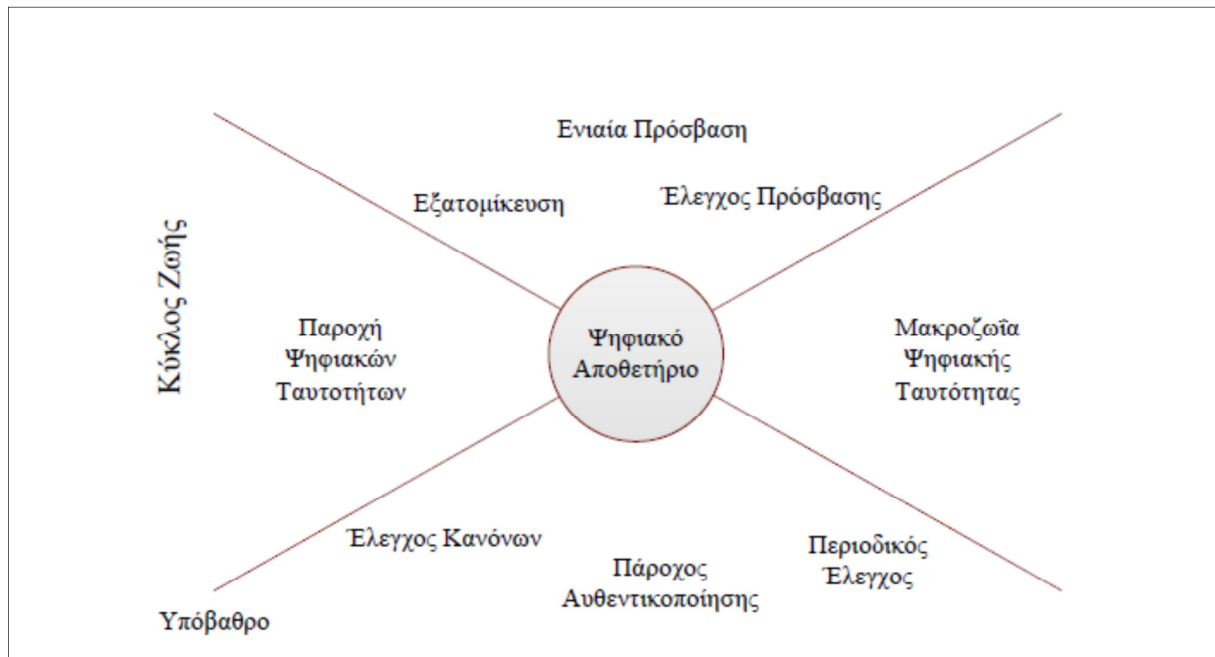 Ενιαία Πρόσβαση
Εξατομίκευση
Έλεγχος Πρόσβασης
Κύκλος Ζωής
Παροχή
Ψηφιακών
Ταυτοτήτων
Ψηφιακό
Αποθετήριο
Μακροζωΐα
Ψηφιακής
Ταυτότητας
Έλεγχος Κανόνων
Πάροχος
Αυθεντικοποίησης
Περιοδικός
Έλεγχος
Υπόβαθρο